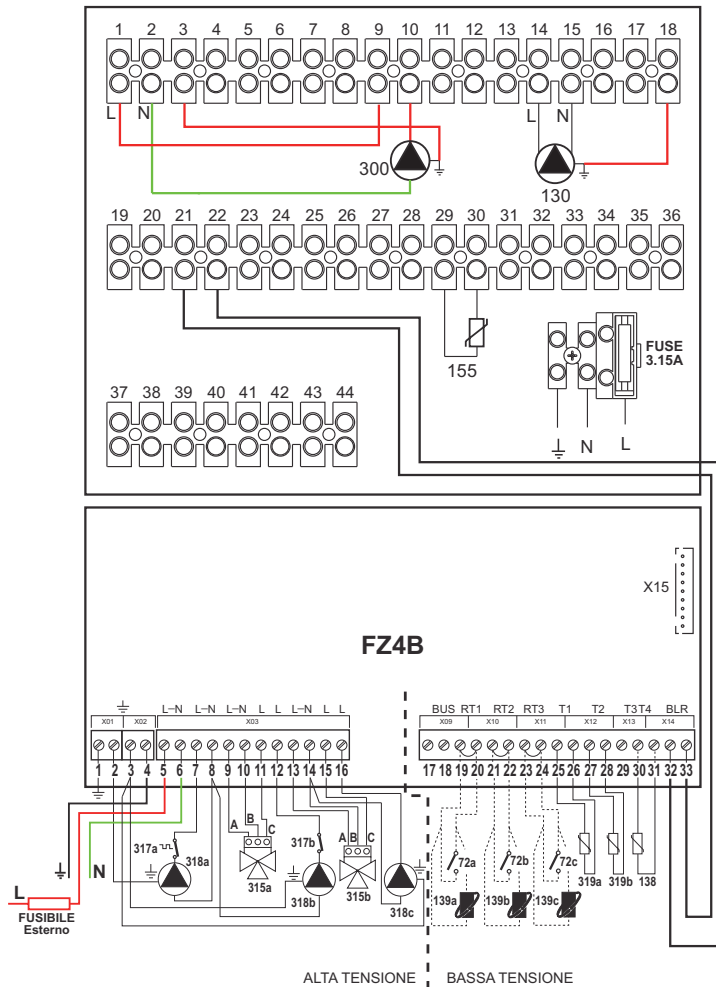 1 2 3 4 5 6 7 8 9 10 11 12 13 14 15 16 17 18
L N L N
300 130
19 20 21 22 23 24 25 26 27 28 29 30 31 32 33 34 35 36
155
FUSE
3.15A
N L
37 38 39 40 41 42 43 44
X15
FZ4B
L–N L–N L–N L L L–N L L
BUS RT1 RT2 RT3 T1 T2 T3 T4 BLR
X01 X02 X03 X09 X10 X11 X12 X13 X14
1 2 3 4 5 6 7 8 9 10 11 12 13 14 15 16 17 18 19 20 21 22 23 24 25 26 27 28 29 30 31 32 33
A B C
A B C
317a 318a 315a 317b 318b 315b 318c
72a 72b 72c
139a 139b 139c
319a 319b 138
N
L
FUSIBILE
Esterno
ALTA TENSIONE BASSA TENSIONE